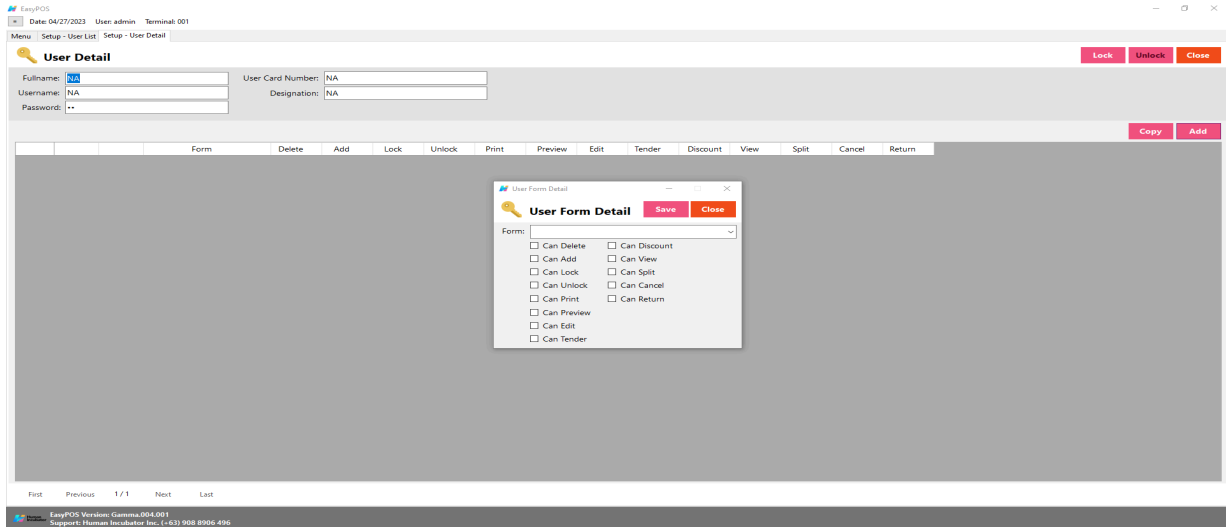 EasyPOS
Date: 04/27/2023 User: admin Terminal: 001
Menu Setup - User List Setup - User Detail
User Detail Lock Unlock Close
Fullname: NA User Card Number: NA
Username: NA Designation: NA
Password: ••
Copy Add
Form Delete Add Lock Unlock Print Preview Edit Tender Discount View Split Cancel Return
User Form Detail
User Form Detail Save Close
Form:
Can Delete Can Discount
Can Add Can View
Can Lock Can Split
Can Unlock Can Cancel
Can Print Can Return
Can Preview
Can Edit
Can Tender
First Previous 1 / 1 Next Last
EasyPOS Version: Gamma.004.001
Support: Human Incubator Inc. (+63) 908 8906 496